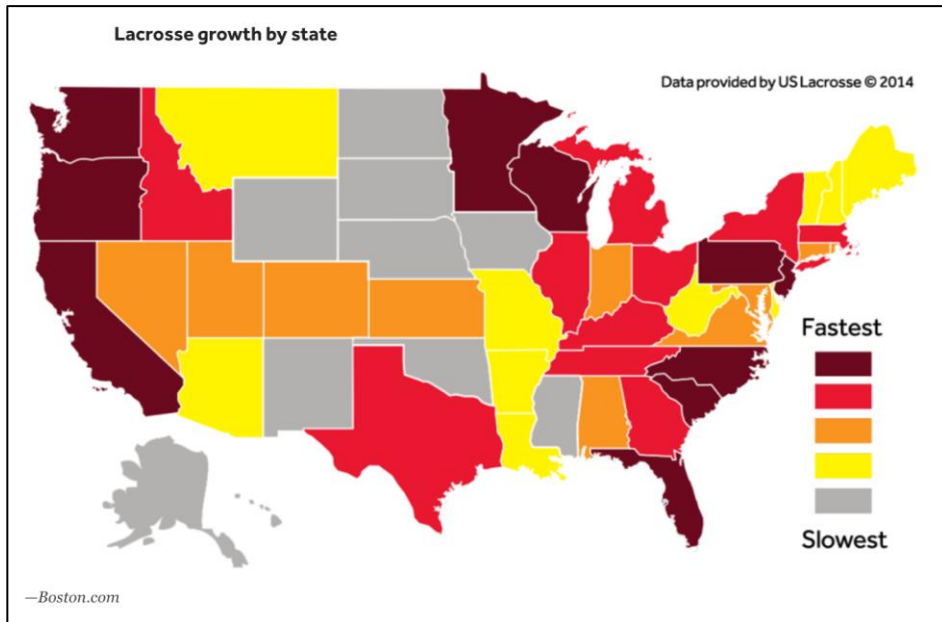 Lacrosse growth by state
Data provided by US Lacrosse © 2014
Fastest
Slowest
—Boston.com